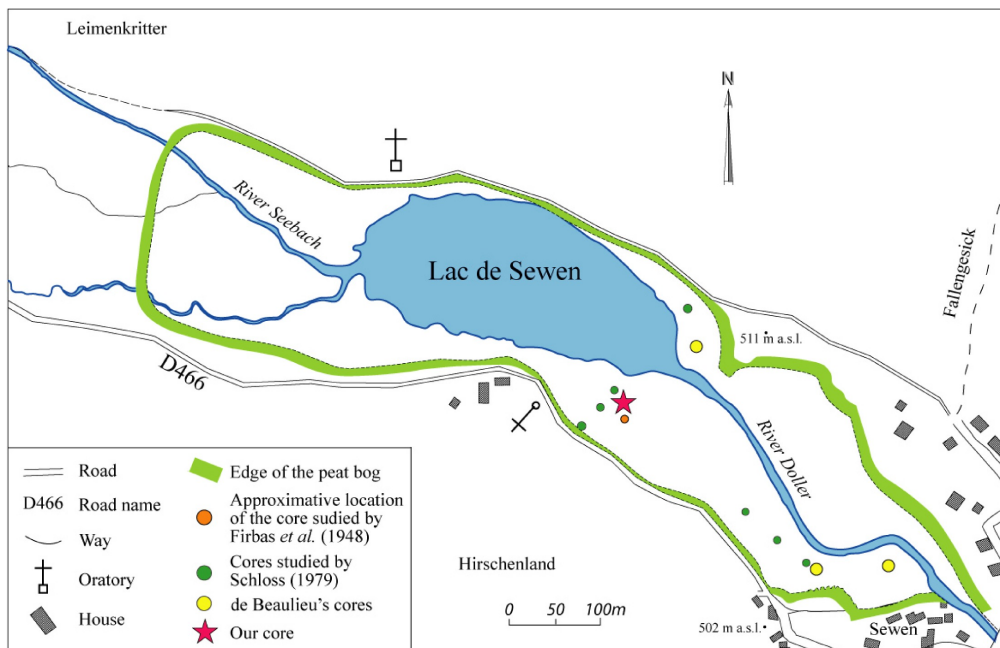 Leimenkritter
N
River Seebach
Lac de Sewen
Fallengesick
511 m a.s.l.
D466
River Doller
Hirschenland
0 50 100m
502 m a.s.l.
Sewen
Road
D466 Road name
Way
Oratory
House
Edge of the peat bog
Approximative location
of the core sudied by
Firbas et al. (1948)
Cores studied by
Schloss (1979)
de Beaulieu's cores
Our core